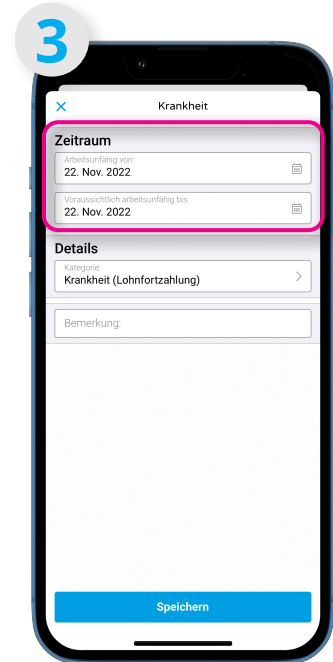 3
Krankheit
Zeitraum
Arbeitsunfähig von:
22. Nov. 2022
Voraussichtlich arbeitsunfähig bis:
22. Nov. 2022
Details
Kategorie:
Krankheit (Lohnfortzahlung)
Bemerkung:
Speichern